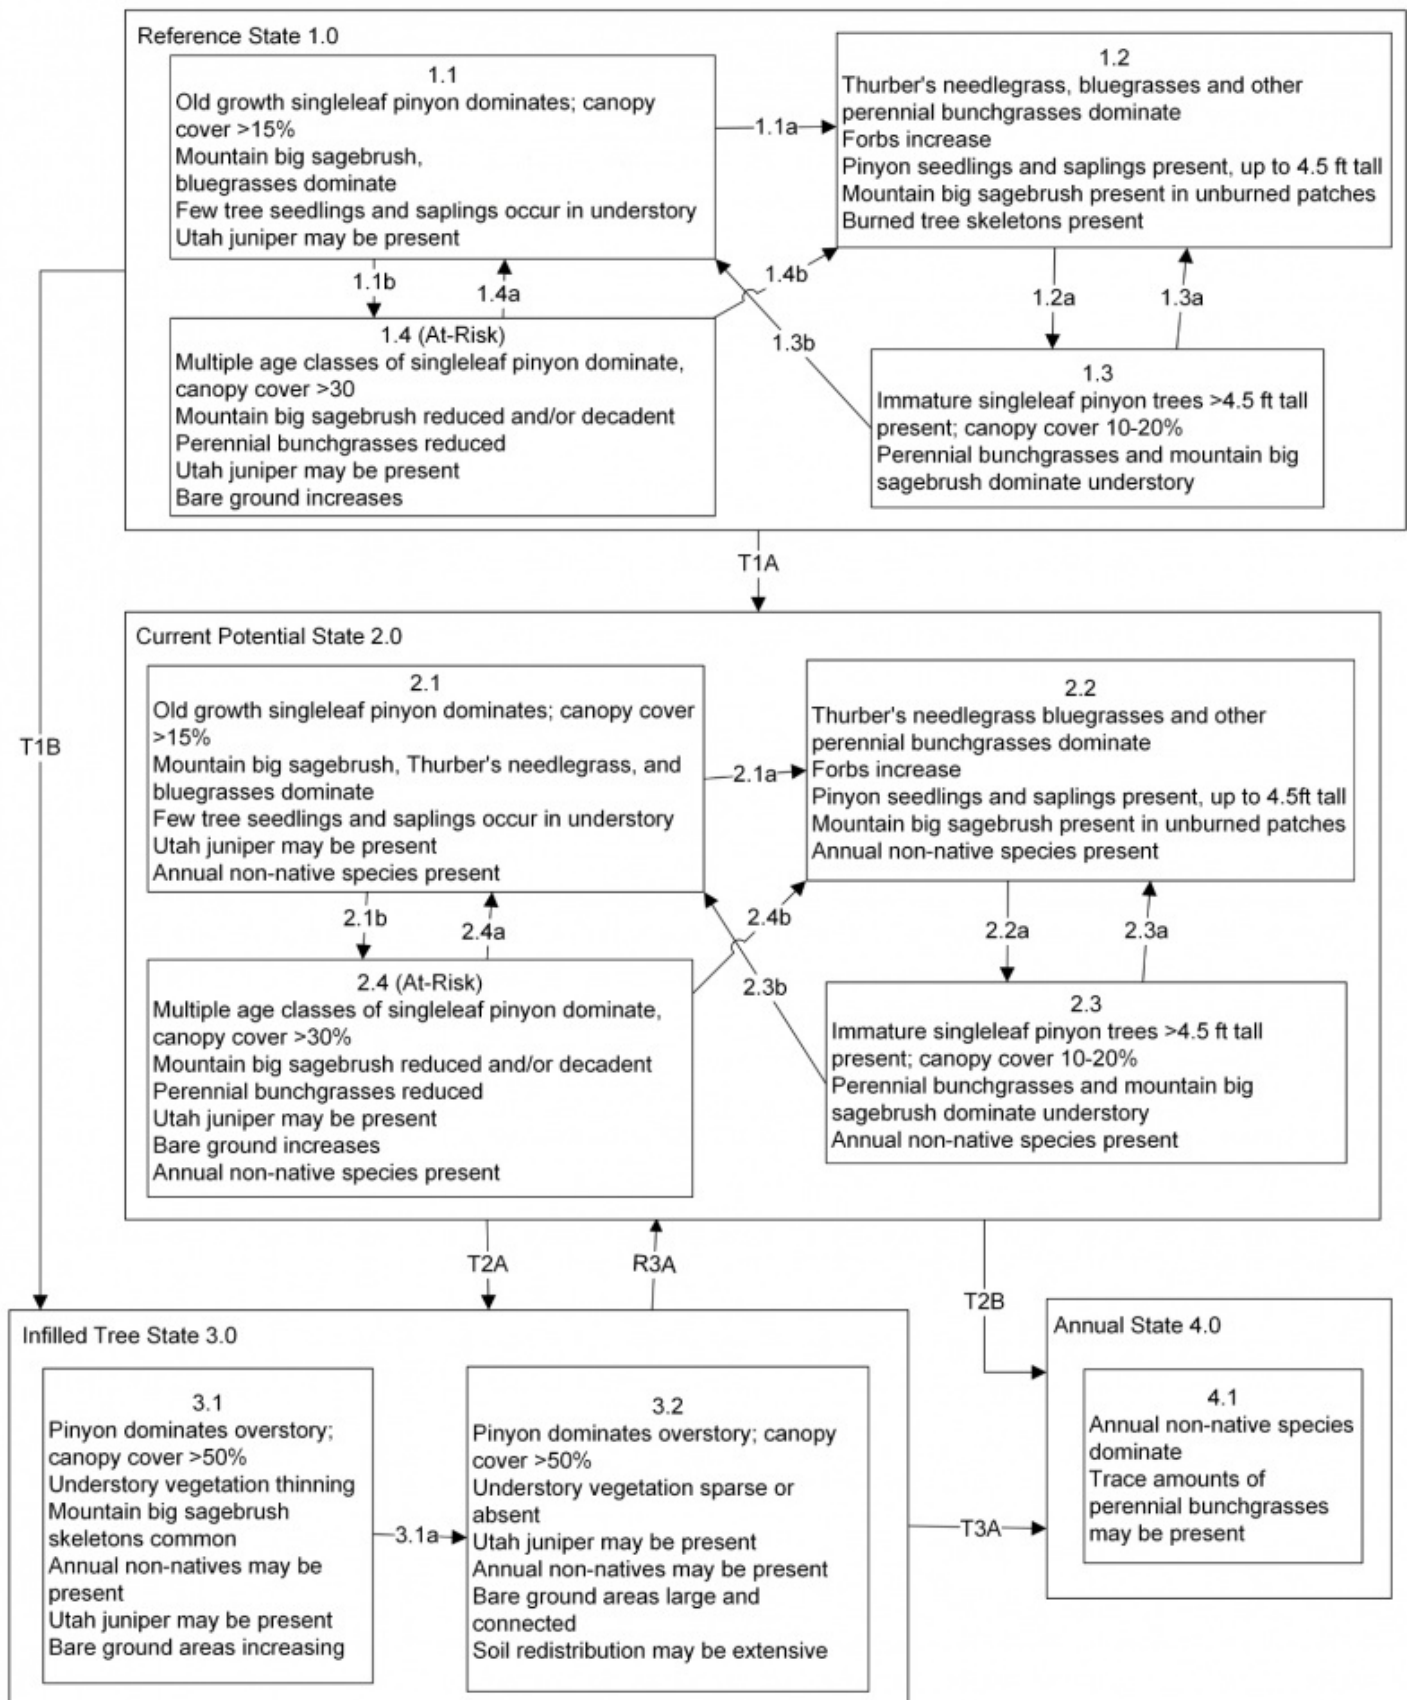 Reference State 1.0
1.1
Old growth singleleaf pinyon dominates; canopy
cover >15%
Mountain big sagebrush,
bluegrasses dominate
Few tree seedlings and saplings occur in understory
Utah juniper may be present
1.1a
1.2
Thurber's needlegrass, bluegrasses and other
perennial bunchgrasses dominate
Forbs increase
Pinyon seedlings and saplings present, up to 4.5 ft tall
Mountain big sagebrush present in unburned patches
Burned tree skeletons present
1.1b
1.4a
1.4b
1.3b
1.2a
1.3a
1.4 (At-Risk)
Multiple age classes of singleleaf pinyon dominate,
canopy cover >30
Mountain big sagebrush reduced and/or decadent
Perennial bunchgrasses reduced
Utah juniper may be present
Bare ground increases
1.3
Immature singleleaf pinyon trees >4.5 ft tall
present; canopy cover 10-20%
Perennial bunchgrasses and mountain big
sagebrush dominate understory
T1A
T1B
Current Potential State 2.0
2.1
Old growth singleleaf pinyon dominates; canopy cover
>15%
Mountain big sagebrush, Thurber's needlegrass, and
bluegrasses dominate
Few tree seedlings and saplings occur in understory
Utah juniper may be present
Annual non-native species present
2.1a
2.2
Thurber's needlegrass bluegrasses and other
perennial bunchgrasses dominate
Forbs increase
Pinyon seedlings and saplings present, up to 4.5ft tall
Mountain big sagebrush present in unburned patches
Annual non-native species present
2.1b
2.4a
2.4b
2.3b
2.2a
2.3a
2.4 (At-Risk)
Multiple age classes of singleleaf pinyon dominate,
canopy cover >30%
Mountain big sagebrush reduced and/or decadent
Perennial bunchgrasses reduced
Utah juniper may be present
Bare ground increases
Annual non-native species present
2.3
Immature singleleaf pinyon trees >4.5 ft tall
present; canopy cover 10-20%
Perennial bunchgrasses and mountain big
sagebrush dominate understory
Annual non-native species present
T2A
R3A
T2B
Infilled Tree State 3.0
3.1
Pinyon dominates overstory;
canopy cover >50%
Understory vegetation thinning
Mountain big sagebrush
skeletons common
Annual non-natives may be
present
Utah juniper may be present
Bare ground areas increasing
3.1a
3.2
Pinyon dominates overstory; canopy
cover >50%
Understory vegetation sparse or
absent
Utah juniper may be present
Annual non-natives may be present
Bare ground areas large and
connected
Soil redistribution may be extensive
T3A
Annual State 4.0
4.1
Annual non-native species
dominate
Trace amounts of
perennial bunchgrasses
may be present